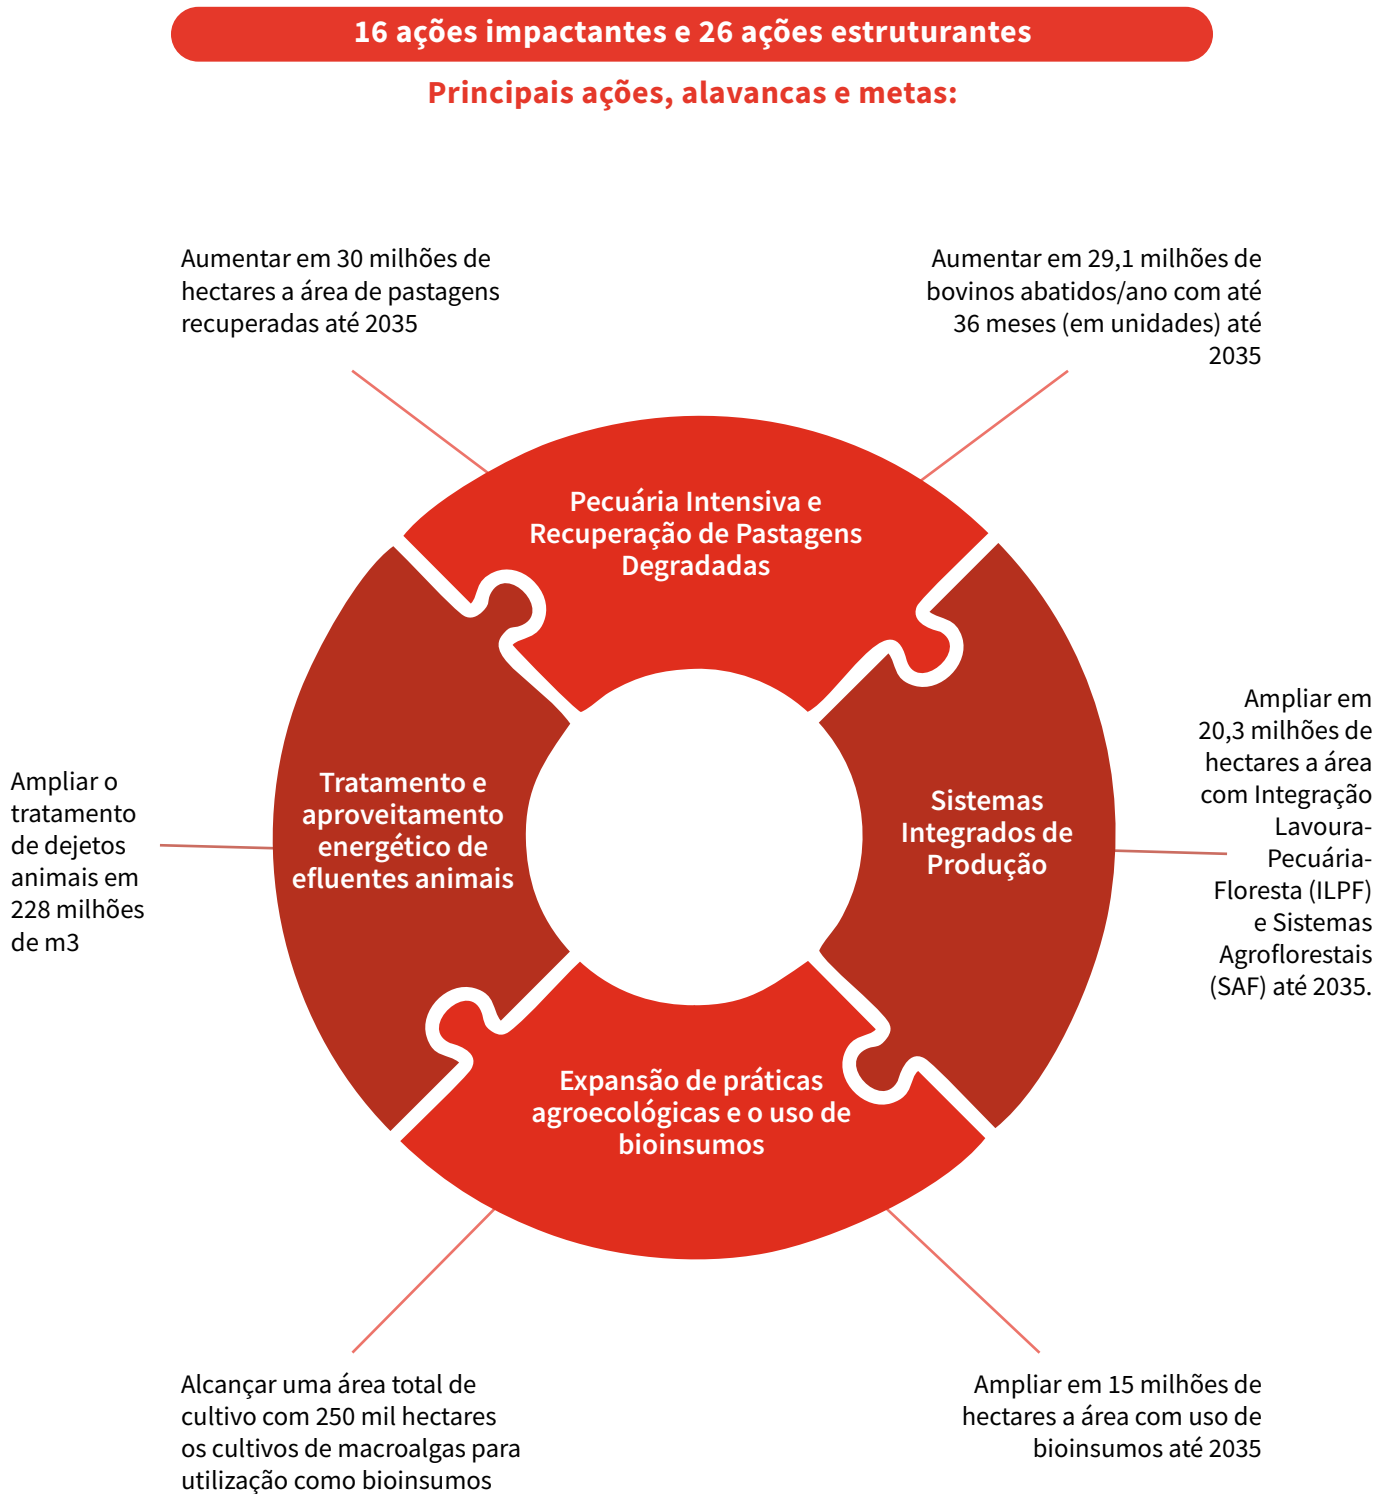 16 ações impactantes e 26 ações estruturantes
Principais ações, alavancas e metas:
Aumentar em 30 milhões de
hectares a área de pastagens
recuperadas até 2035
Aumentar em 29,1 milhões de
bovinos abatidos/ano com até
36 meses (em unidades) até
2035
Pecuária Intensiva e
Recuperação de Pastagens
Degradadas
Ampliar o
tratamento
de dejetos
animais em
228 milhões
de m3
Tratamento e
aproveitamento
energético de
efluentes animais
Sistemas
Integrados de
Produção
Ampliar em
20,3 milhões de
hectares a área
com Integração
Lavoura-
Pecuária-
Floresta (ILPF)
e Sistemas
Agroflorestais
(SAF) até 2035.
Expansão de práticas
agroecológicas e o uso de
bioinsumos
Alcançar uma área total de
cultivo com 250 mil hectares
os cultivos de macroalgas para
utilização como bioinsumos
Ampliar em 15 milhões de
hectares a área com uso de
bioinsumos até 2035